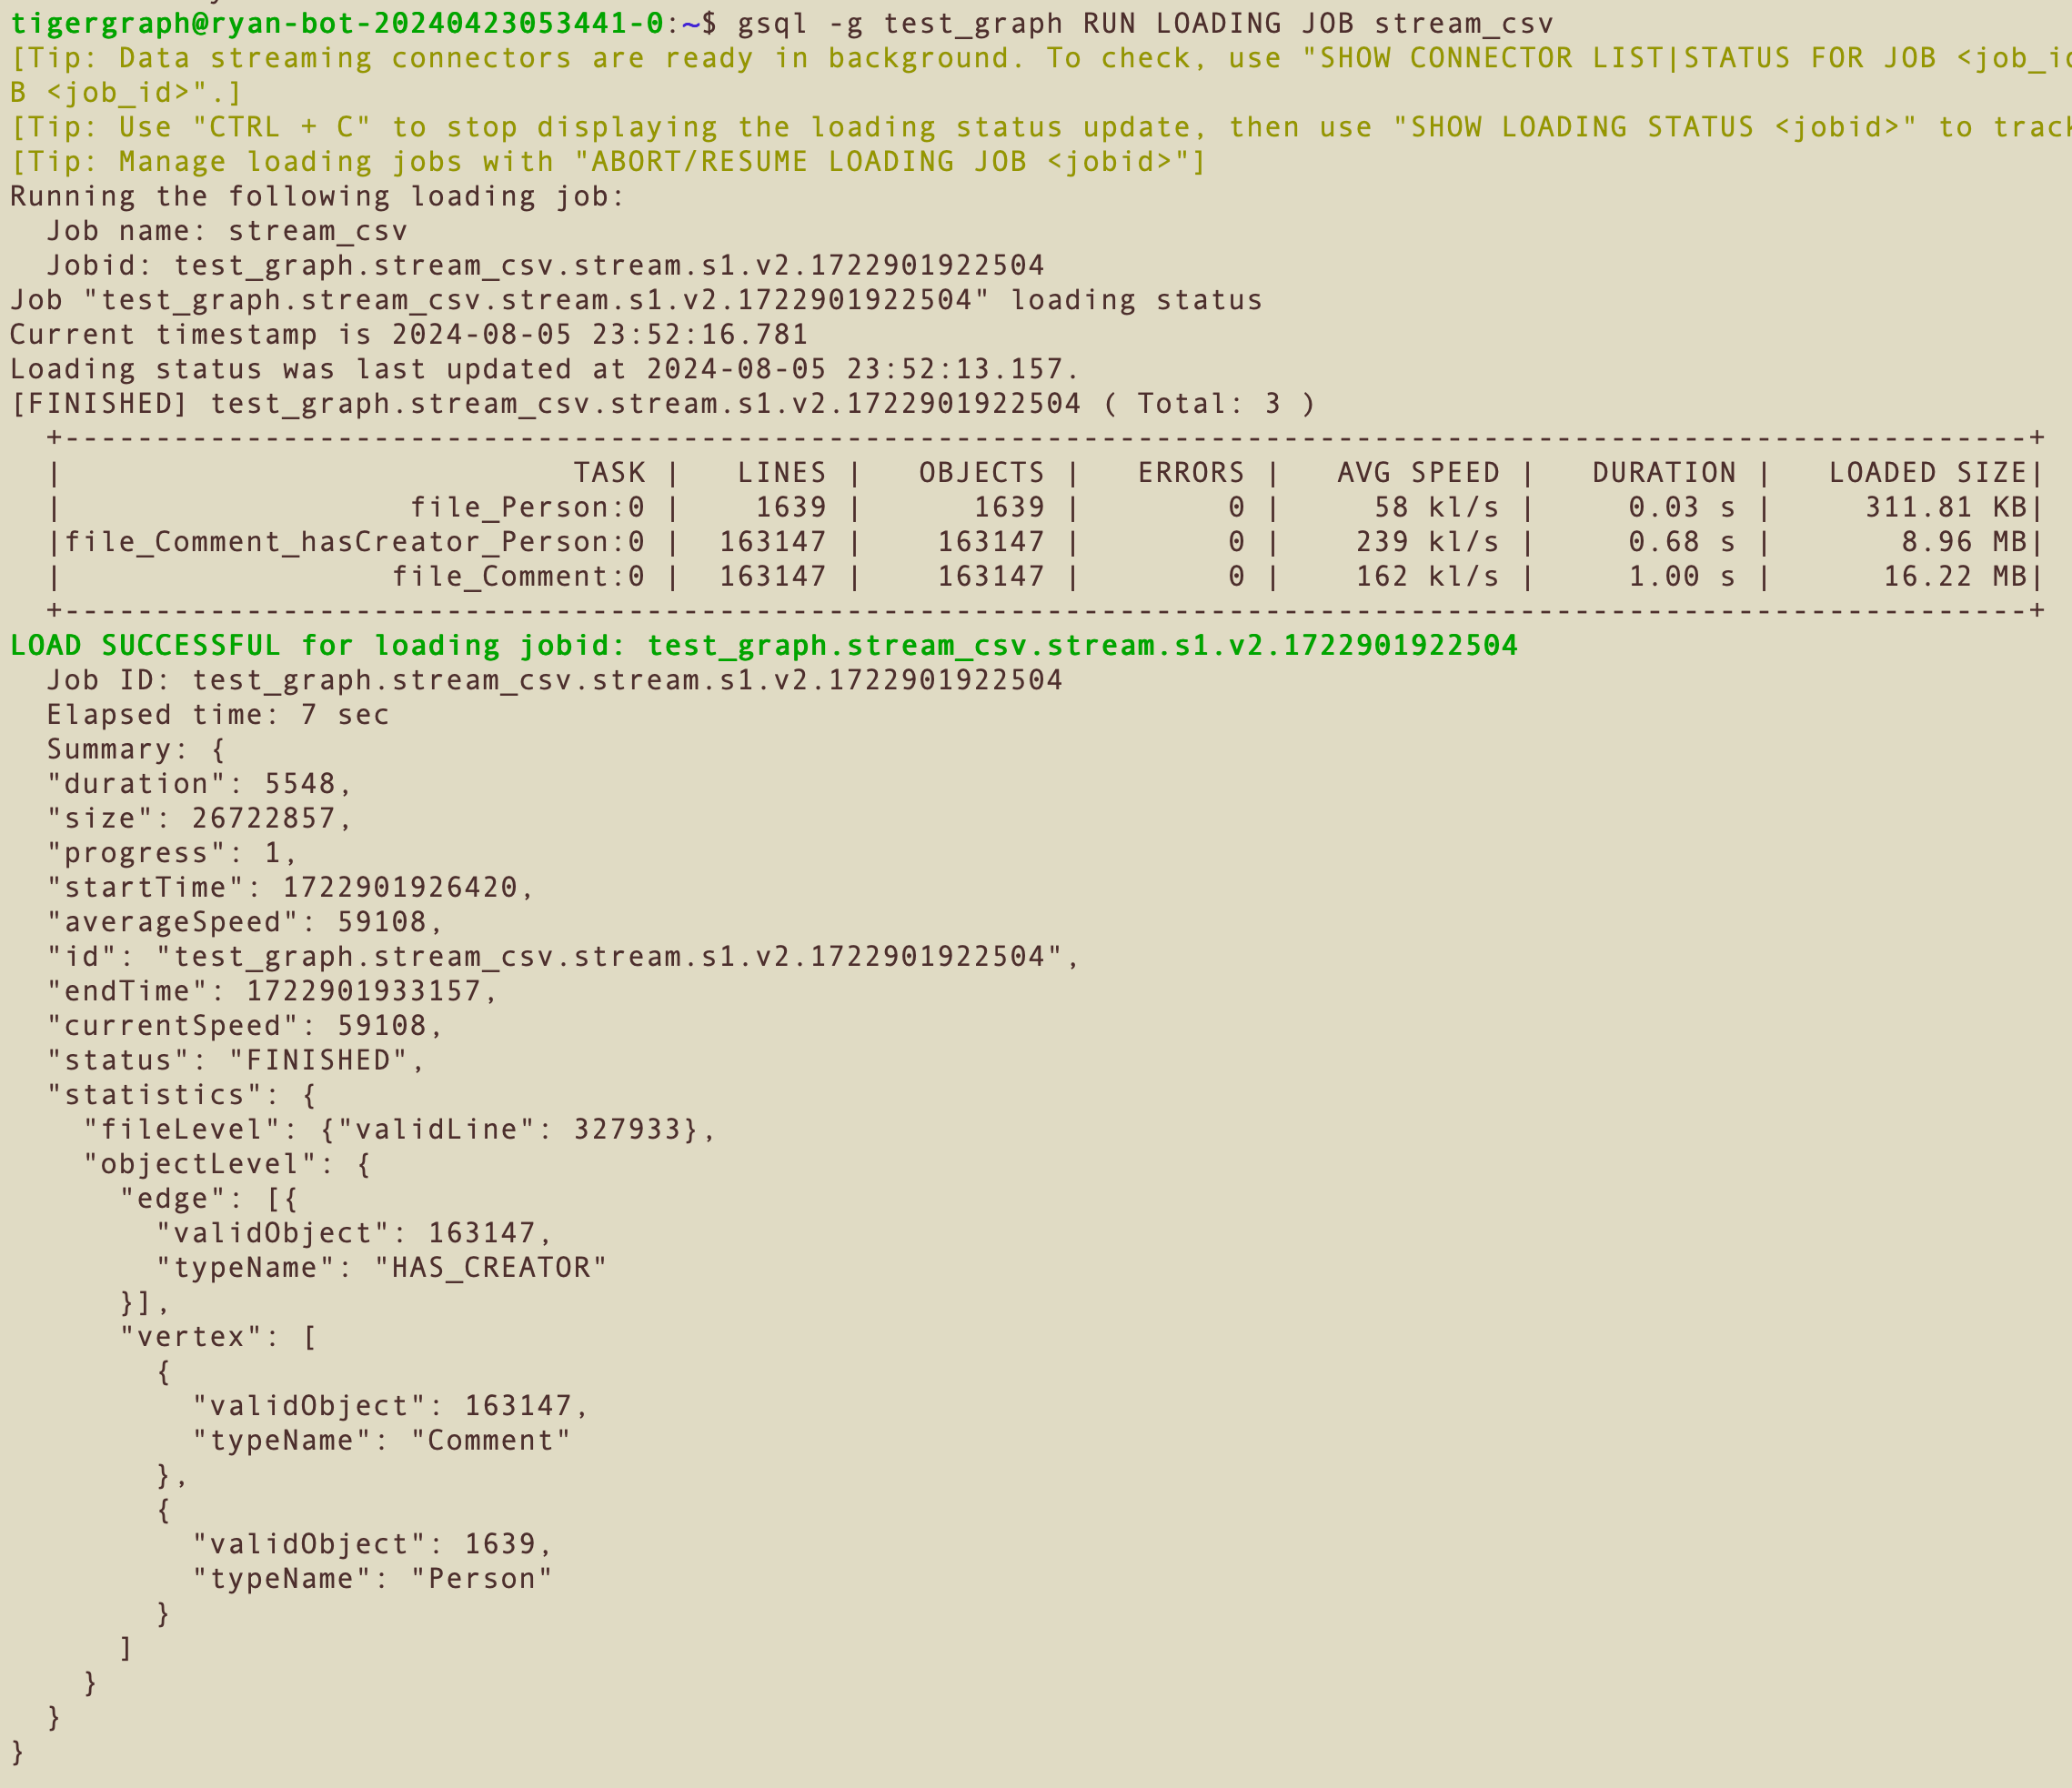 tigergraph@ryan-bot-20240423053441-0:~$ gsql -g test_graph RUN LOADING JOB stream_csv
[Tip: Data streaming connectors are ready in background. To check, use "SHOW CONNECTOR LIST|STATUS FOR JOB <job_id
B <job_id>".]
[Tip: Use "CTRL + C" to stop displaying the loading status update, then use "SHOW LOADING STATUS <jobid>" to track
[Tip: Manage loading jobs with "ABORT/RESUME LOADING JOB <jobid>"]
Running the following loading job:
  Job name: stream_csv
  Jobid: test_graph.stream_csv.stream.s1.v2.1722901922504
Job "test_graph.stream_csv.stream.s1.v2.1722901922504" loading status
Current timestamp is 2024-08-05 23:52:16.781
Loading status was last updated at 2024-08-05 23:52:13.157.
[FINISHED] test_graph.stream_csv.stream.s1.v2.1722901922504 ( Total: 3 )
  +------------------------------------------------------------------------------------------------------------+
  |                            TASK |   LINES |   OBJECTS |   ERRORS |   AVG SPEED |   DURATION |   LOADED SIZE|
  |                   file_Person:0 |    1639 |      1639 |        0 |     58 kl/s |     0.03 s |     311.81 KB|
  |file_Comment_hasCreator_Person:0 |  163147 |    163147 |        0 |    239 kl/s |     0.68 s |       8.96 MB|
  |                  file_Comment:0 |  163147 |    163147 |        0 |    162 kl/s |     1.00 s |      16.22 MB|
  +------------------------------------------------------------------------------------------------------------+
LOAD SUCCESSFUL for loading jobid: test_graph.stream_csv.stream.s1.v2.1722901922504
  Job ID: test_graph.stream_csv.stream.s1.v2.1722901922504
  Elapsed time: 7 sec
  Summary: {
  "duration": 5548,
  "size": 26722857,
  "progress": 1,
  "startTime": 1722901926420,
  "averageSpeed": 59108,
  "id": "test_graph.stream_csv.stream.s1.v2.1722901922504",
  "endTime": 1722901933157,
  "currentSpeed": 59108,
  "status": "FINISHED",
  "statistics": {
    "fileLevel": {"validLine": 327933},
    "objectLevel": {
      "edge": [{
        "validObject": 163147,
        "typeName": "HAS_CREATOR"
      }],
      "vertex": [
        {
          "validObject": 163147,
          "typeName": "Comment"
        },
        {
          "validObject": 1639,
          "typeName": "Person"
        }
      ]
    }
  }
}